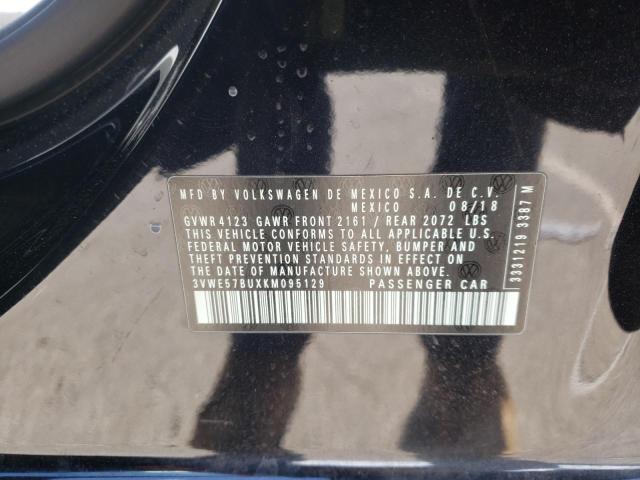 MFD BY VOLKSWAGEN DE MEXICO S.A. DE C.V.
MEXICO 08/18
GVWR 4123 GAWR FRONT 2161 / REAR 2072 LBS
THIS VEHICLE CONFORMS TO ALL APPLICABLE U.S.
FEDERAL MOTOR VEHICLE SAFETY, BUMPER AND
THEFT PREVENTION STANDARDS IN EFFECT ON THE
DATE OF MANUFACTURE SHOWN ABOVE.
3VWE57BUXKM095129 PASSENGER CAR
3331219 3387 M